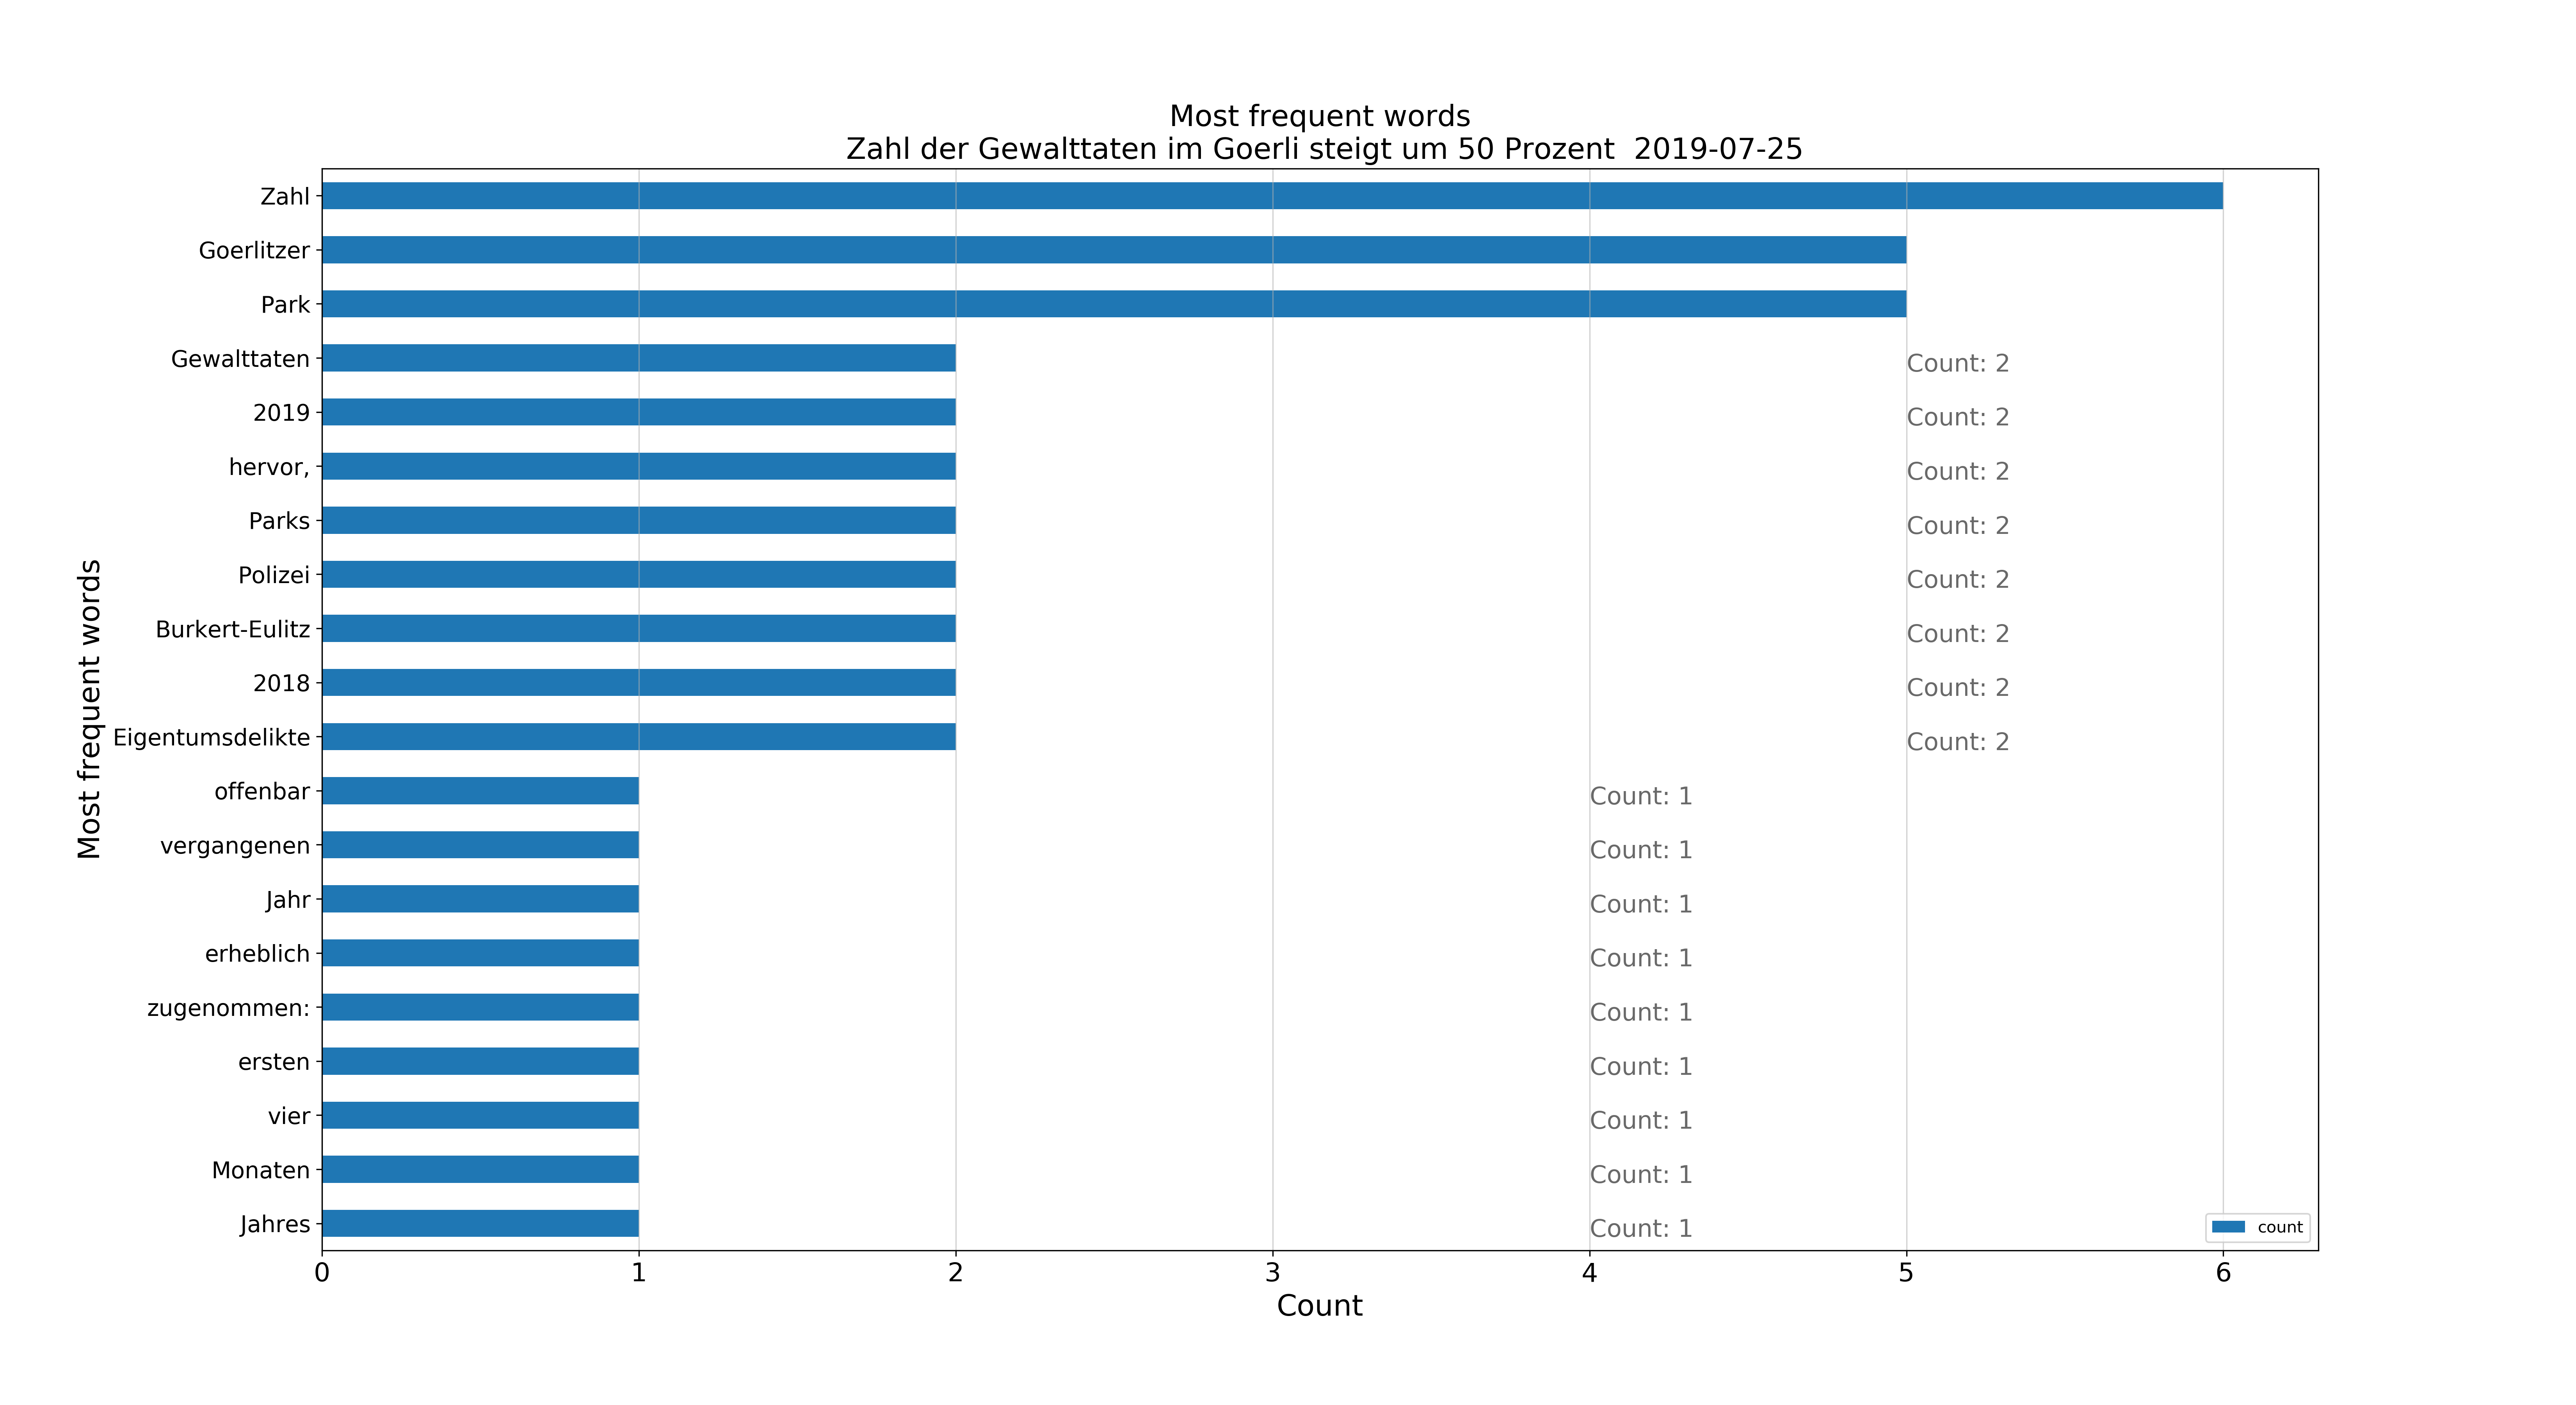 Most frequent words
Zahl der Gewalttaten im Goerli steigt um 50 Prozent  2019-07-25
Most frequent words
Zahl
Goerlitzer
Park
Gewalttaten Count: 2
2019 Count: 2
hervor, Count: 2
Parks Count: 2
Polizei Count: 2
Burkert-Eulitz Count: 2
2018 Count: 2
Eigentumsdelikte Count: 2
offenbar Count: 1
vergangenen Count: 1
Jahr Count: 1
erheblich Count: 1
zugenommen: Count: 1
ersten Count: 1
vier Count: 1
Monaten Count: 1
Jahres Count: 1
count
0 1 2 3 4 5 6
Count